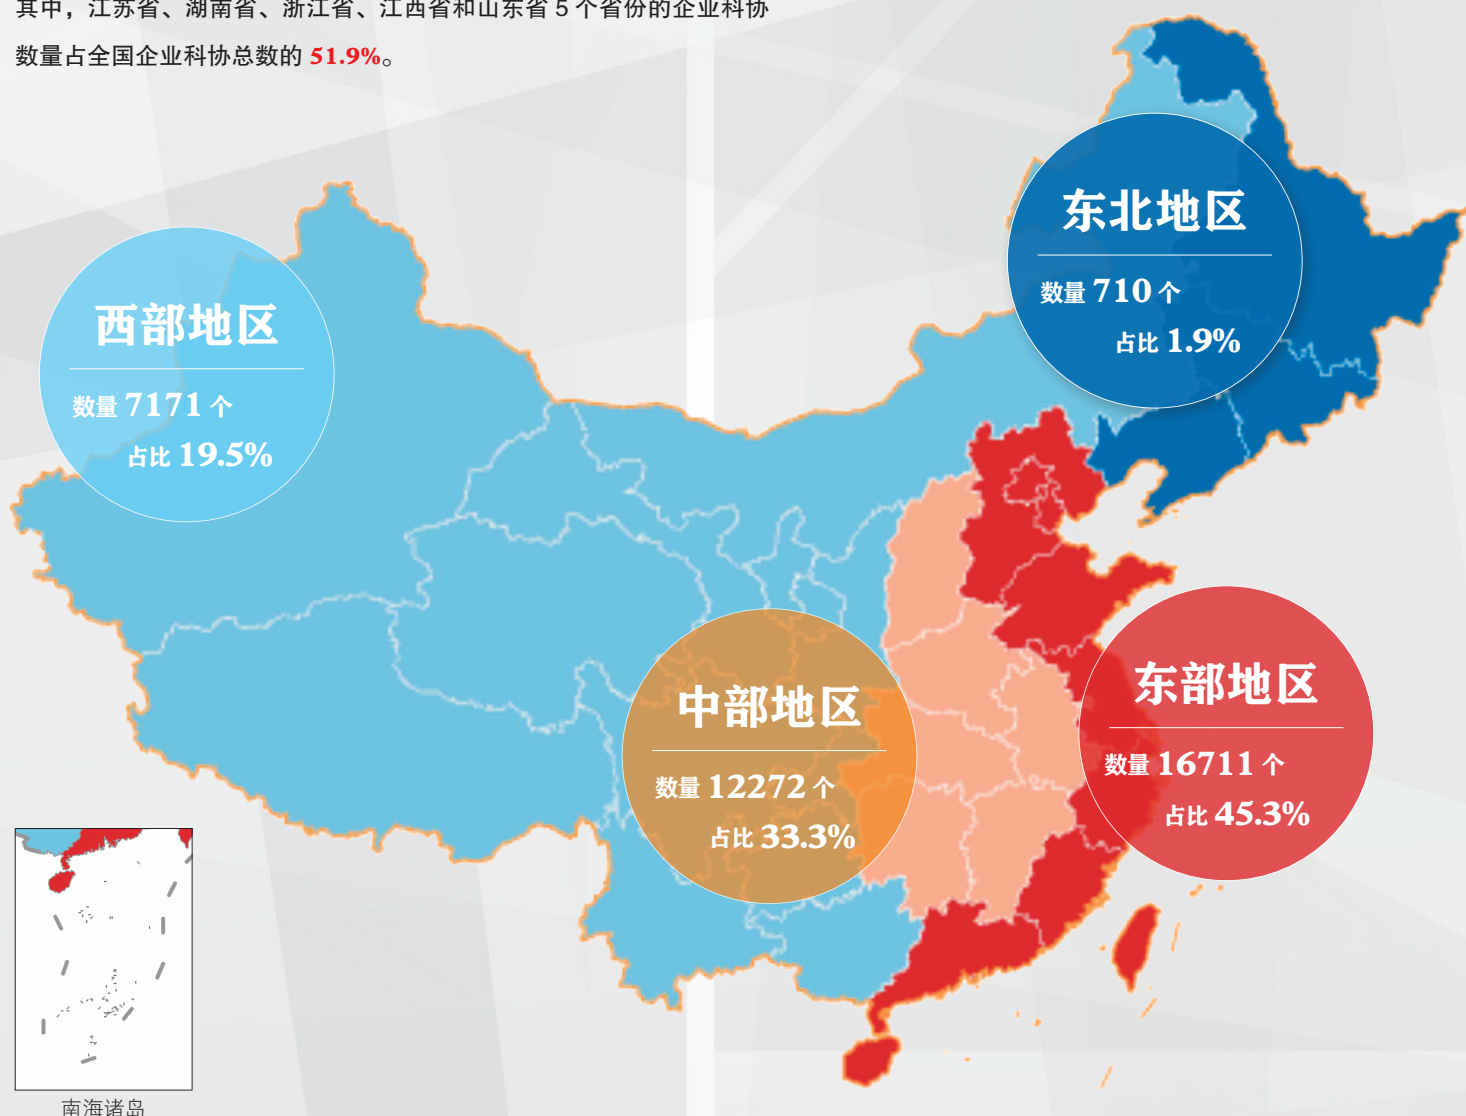 其中，江苏省、湖南省、浙江省、江西省和山东省 5 个省份的企业科协
数量占全国企业科协总数的 51.9%。
东北地区
数量 710 个
占比 1.9%
西部地区
数量 7171 个
占比 19.5%
中部地区
数量 12272 个
占比 33.3%
东部地区
数量 16711 个
占比 45.3%
南海诸岛